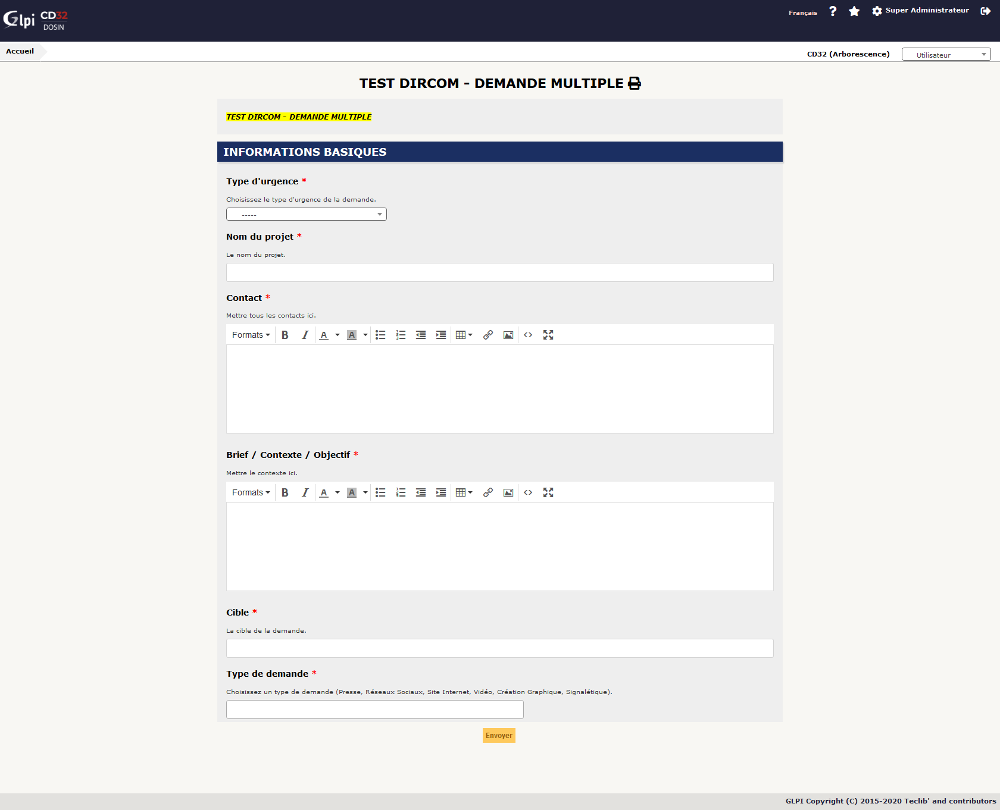 Glpi CD32
DOSIN
Français
Super Administrateur
Accueil
CD32 (Arborescence)
Utilisateur
TEST DIRCOM - DEMANDE MULTIPLE
TEST DIRCOM - DEMANDE MULTIPLE
INFORMATIONS BASIQUES
Type d'urgence *
Choisissez le type d'urgence de la demande.
-----
Nom du projet *
Le nom du projet.
Contact *
Mettre tous les contacts ici.
Formats
Brief / Contexte / Objectif *
Mettre le contexte ici.
Formats
Cible *
La cible de la demande.
Type de demande *
Choisissez un type de demande (Presse, Réseaux Sociaux, Site Internet, Vidéo, Création Graphique, Signalétique).
Envoyer
GLPI Copyright (C) 2015-2020 Teclib' and contributors